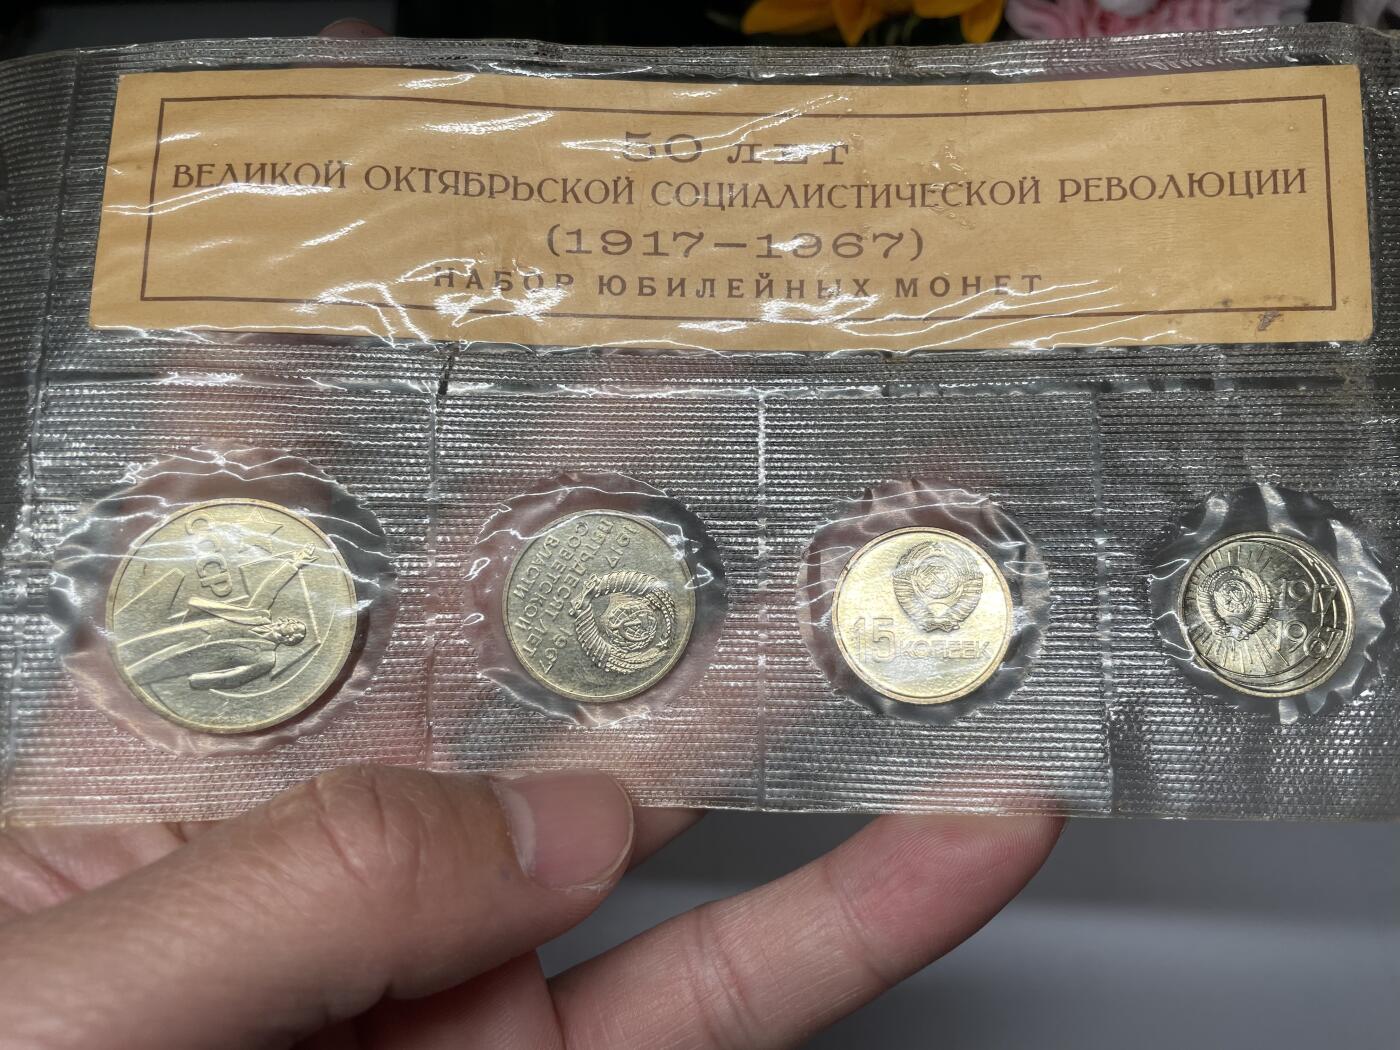 50 лет
ВЕЛИКОЙ ОКТЯБРЬСКОЙ СОЦИАЛИСТИЧЕСКОЙ РЕВОЛЮЦИИ
(1917—1967)
НАБОР ЮБИЛЕЙНЫХ МОНЕТ
СССР
1917 1967
ПЯТЬДЕСЯТ ЛЕТ
СОВЕТСКОЙ
ВЛАСТИ
15 КОПЕЕК
1917
1967